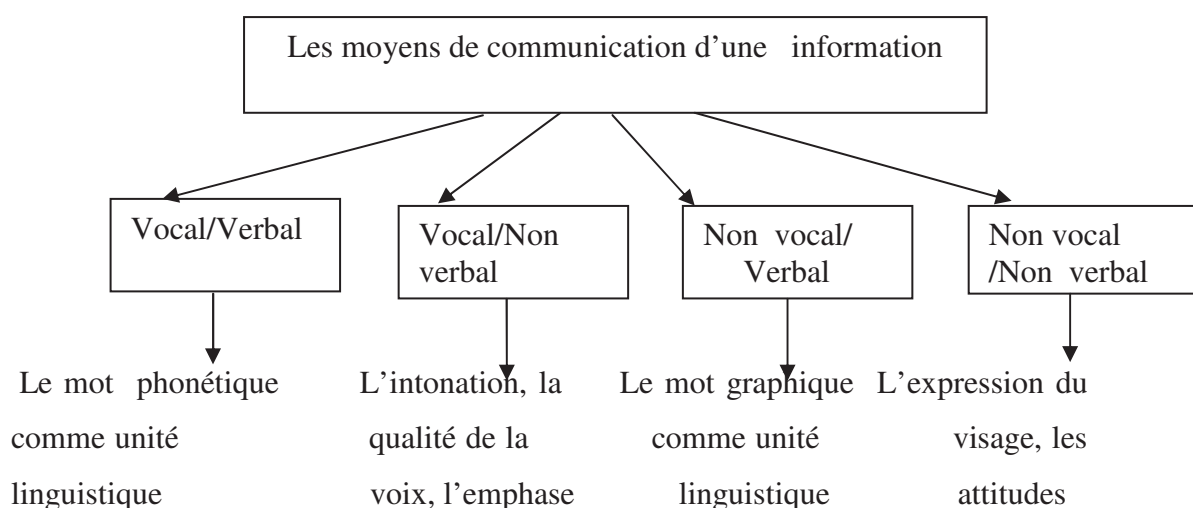 Les moyens de communication d’une information
Vocal/Verbal
Vocal/Non
verbal
Non vocal/
Verbal
Non vocal
/Non verbal
Le mot phonétique
comme unité
linguistique
L’intonation, la
qualité de la
voix, l’emphase
Le mot graphique
comme unité
linguistique
L’expression du
visage, les
attitudes